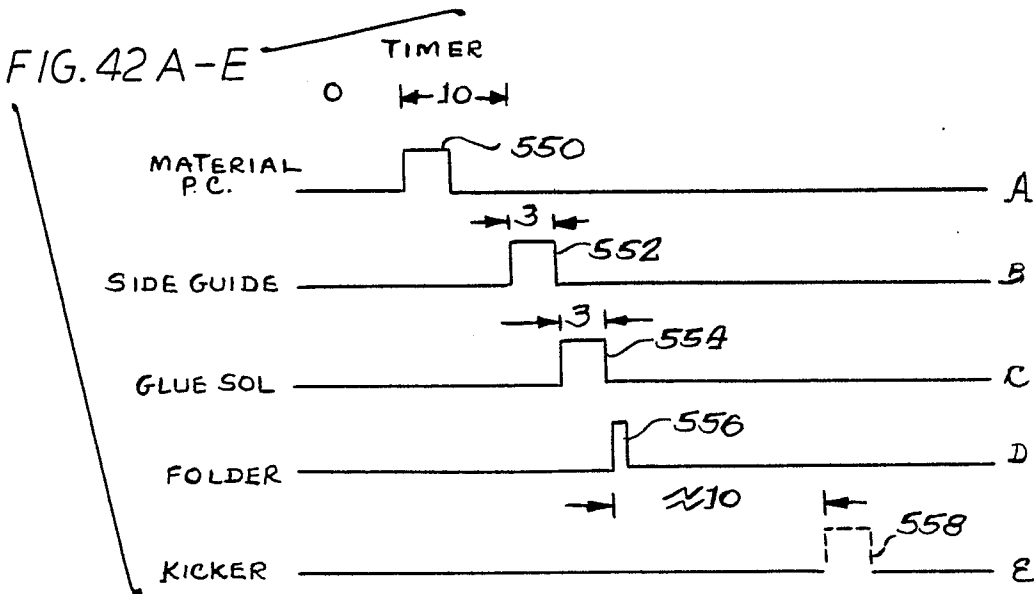 FIG. 42 A-E
TIMER
0 10
MATERIAL P.C. 550 A
3
SIDE GUIDE 552 B
3
GLUE SOL 554 C
FOLDER 556 D
≈10
KICKER 558 E